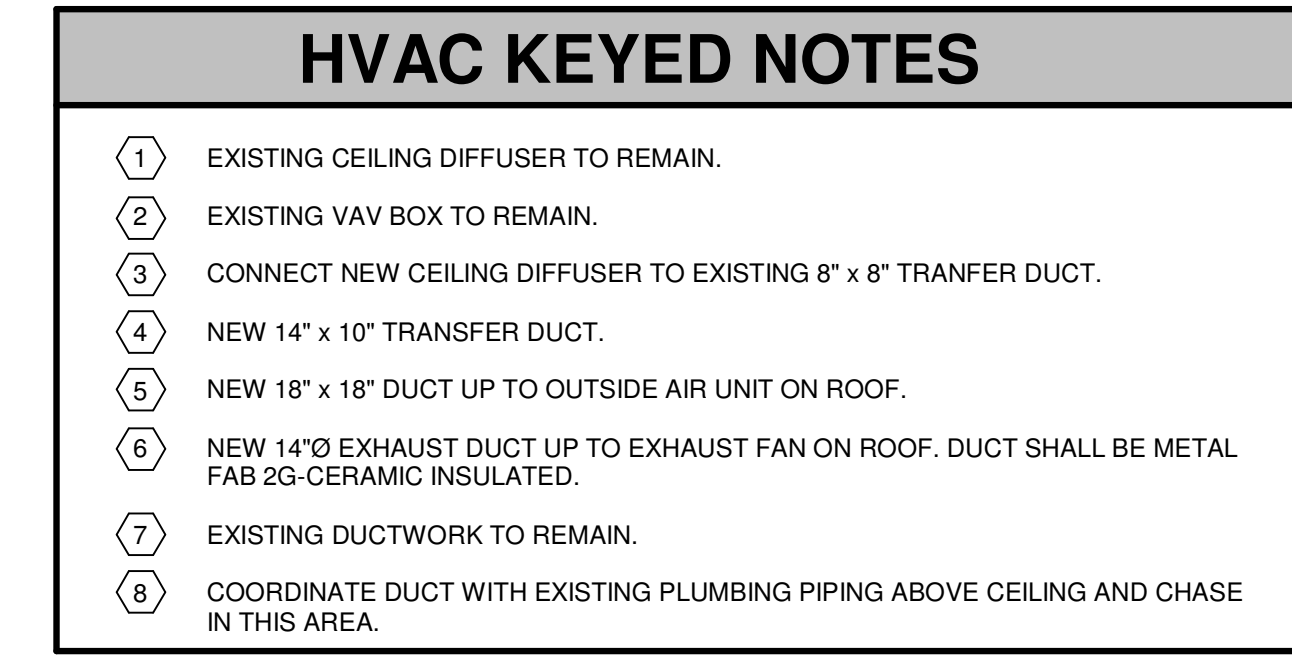 HVAC KEYED NOTES
1 EXISTING CEILING DIFFUSER TO REMAIN.
2 EXISTING VAV BOX TO REMAIN.
3 CONNECT NEW CEILING DIFFUSER TO EXISTING 8" x 8" TRANFER DUCT.
4 NEW 14" x 10" TRANSFER DUCT.
5 NEW 18" x 18" DUCT UP TO OUTSIDE AIR UNIT ON ROOF.
6 NEW 14"Ø EXHAUST DUCT UP TO EXHAUST FAN ON ROOF. DUCT SHALL BE METAL
FAB 2G-CERAMIC INSULATED.
7 EXISTING DUCTWORK TO REMAIN.
8 COORDINATE DUCT WITH EXISTING PLUMBING PIPING ABOVE CEILING AND CHASE
IN THIS AREA.